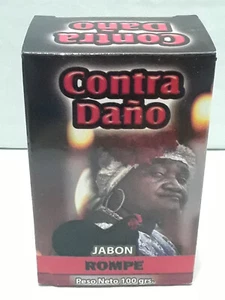 Contra
Daño
Contra
Daño
JABON
ROMPE
Peso Neto 100 grs.